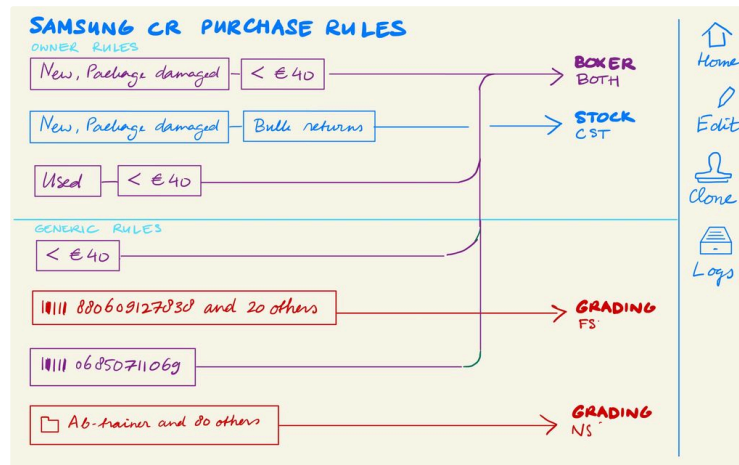 SAMSUNG CR PURCHASE RULES
OWNER RULES
New, Package damaged < €40
BOXER
BOTH
New, Package damaged Bulk returns
STOCK
CST
Used < €40
GENERIC RULES
< €40
880609127838 and 20 others
GRADING
FS
06850711069
Ab-trainer and 80 others
GRADING
NS
Home
Edit
Clone
Logs